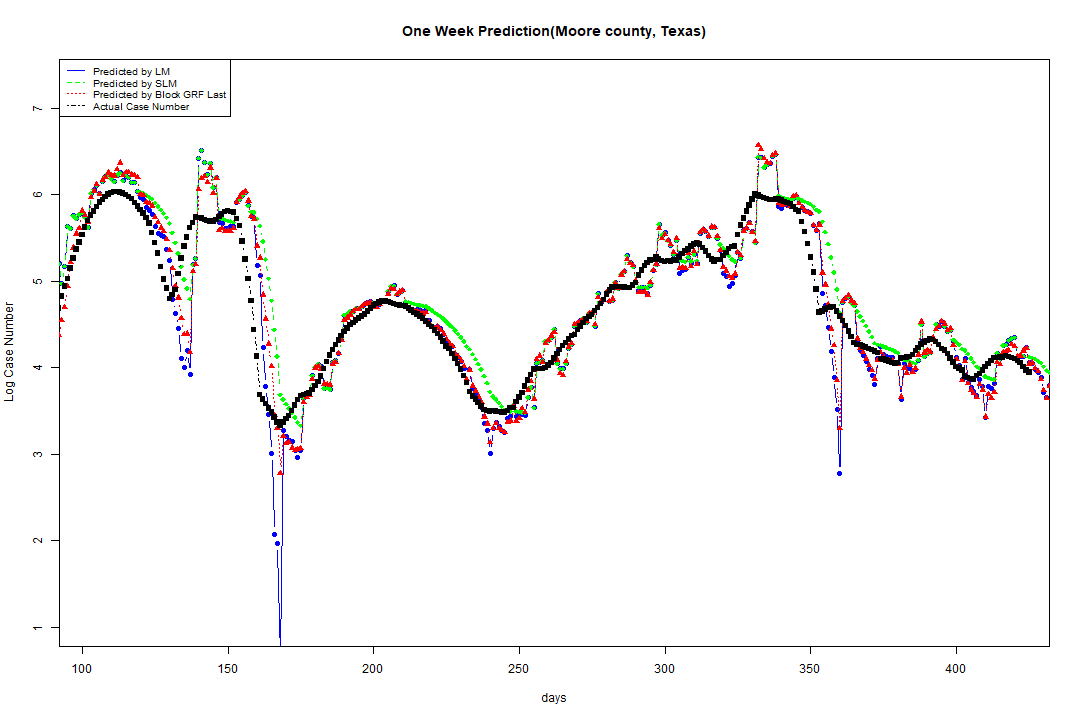 One Week Prediction(Moore county, Texas)
Predicted by LM
Predicted by SLM
Predicted by Block GRF Last
Actual Case Number
Log Case Number
7
6
5
4
3
2
1
100 150 200 250 300 350 400
days